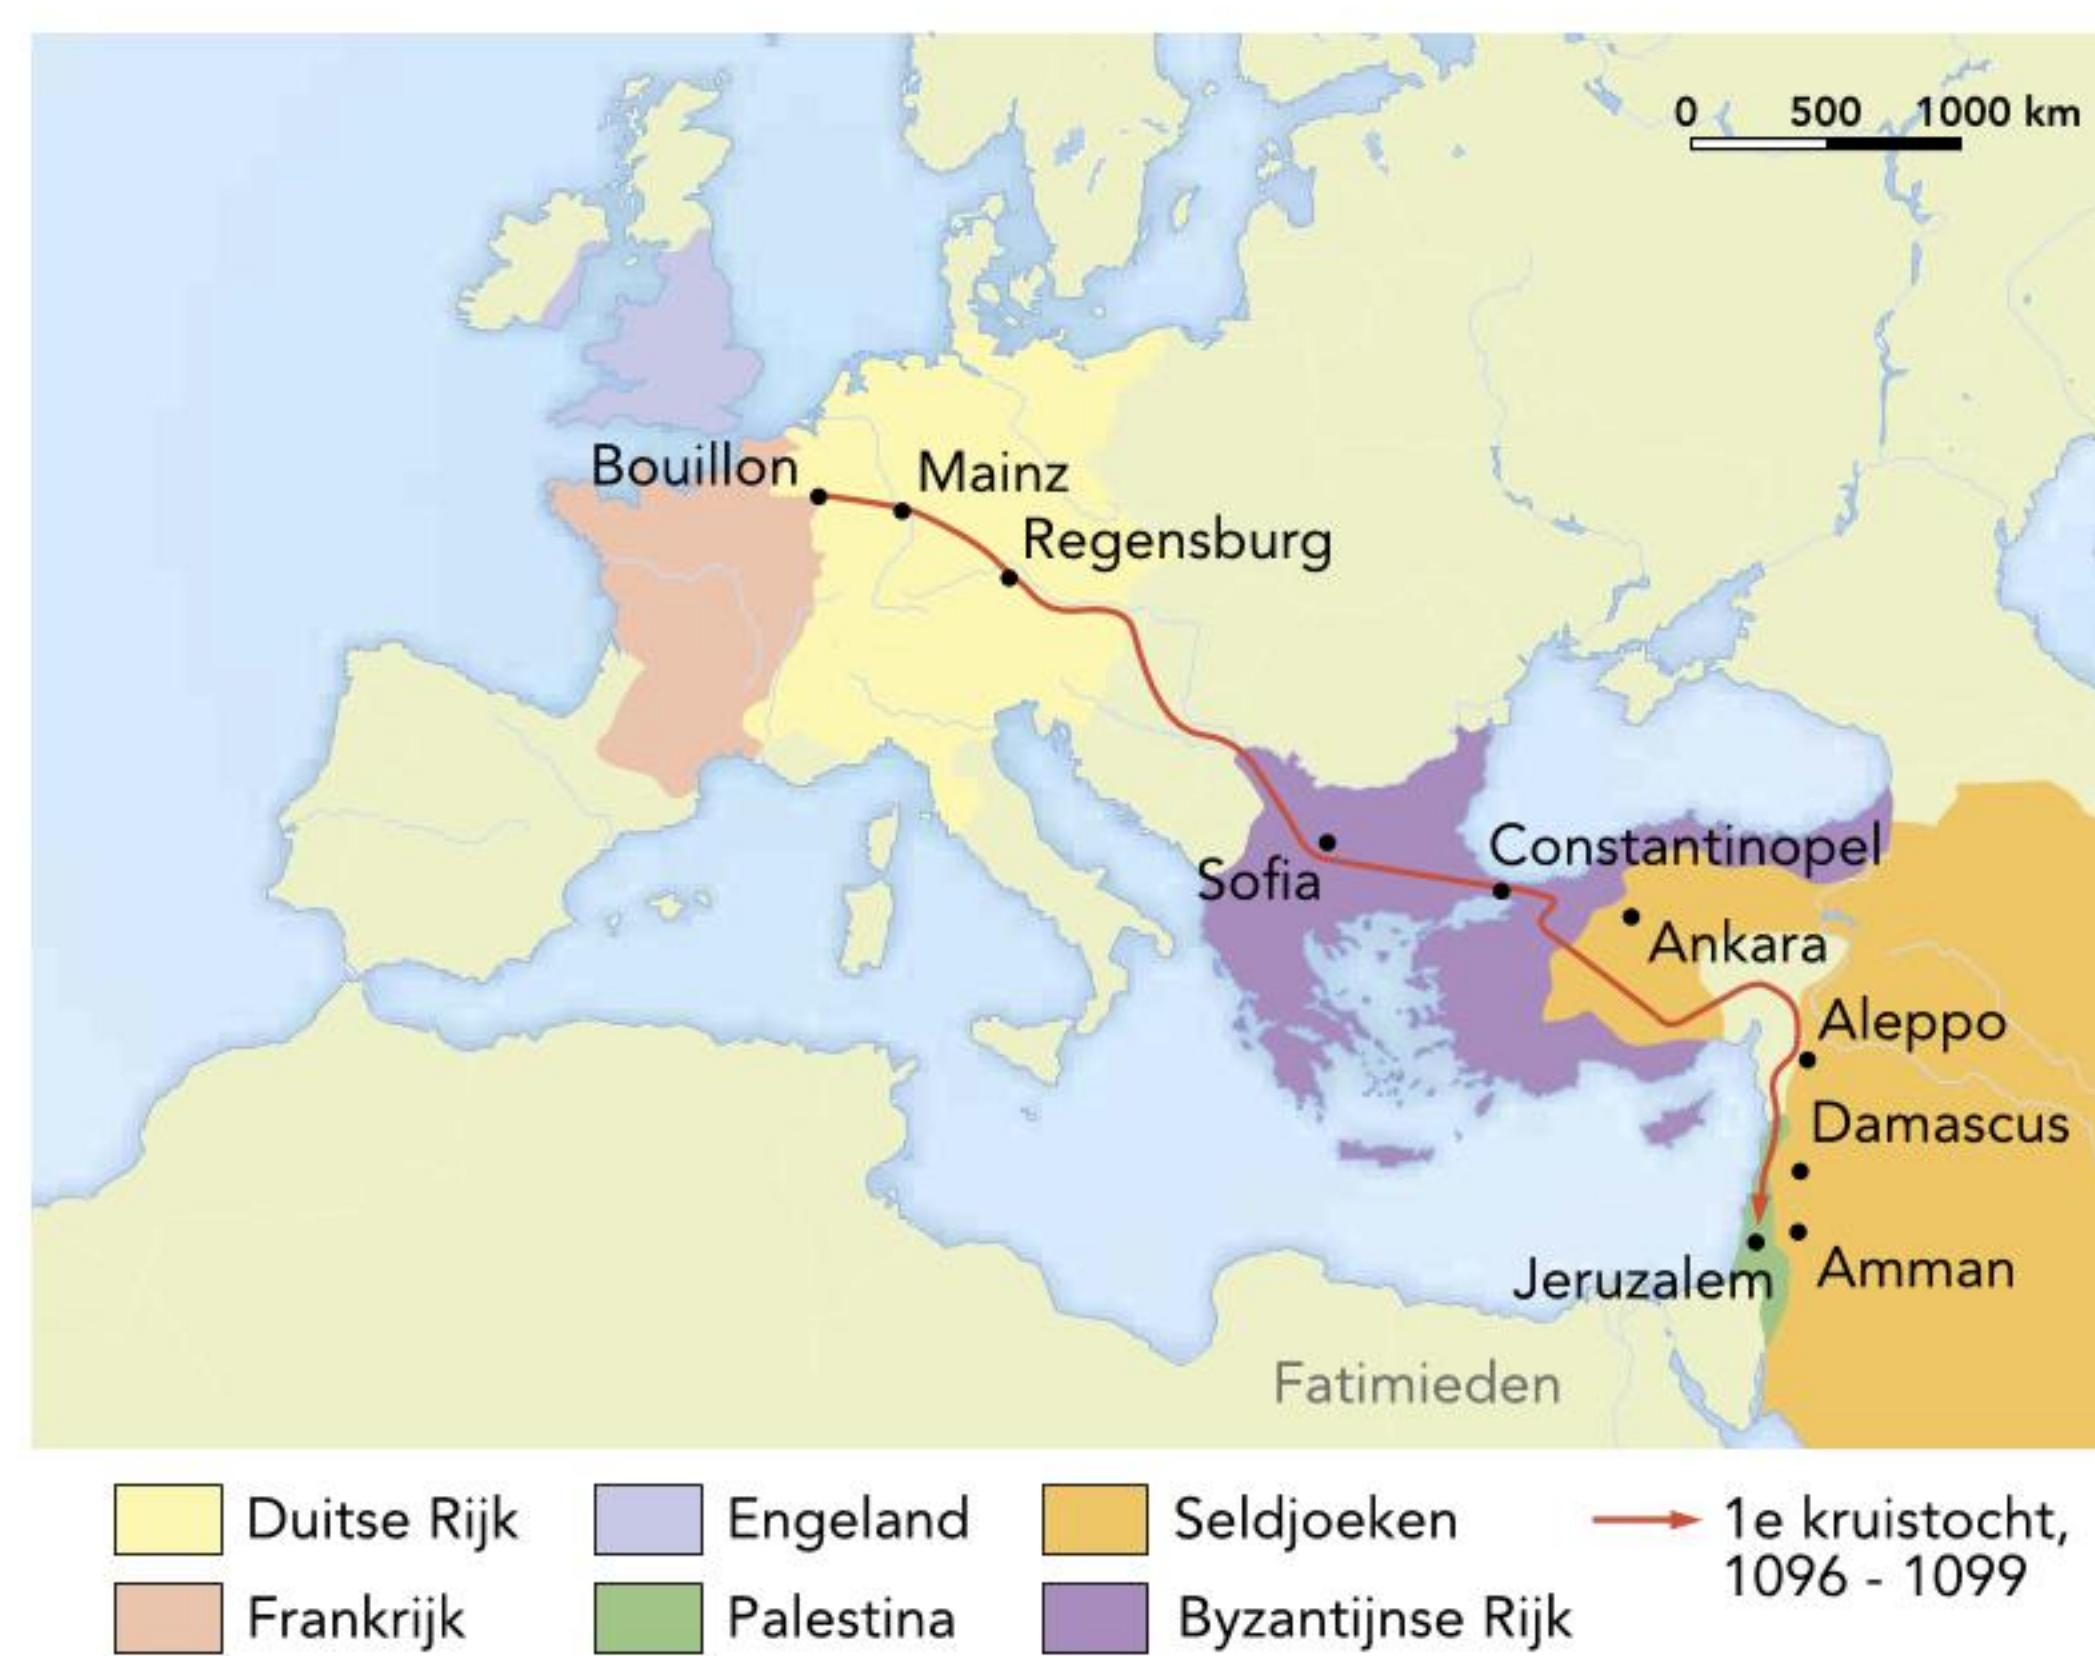 0 500 1000 km
Bouillon
Mainz
Regensburg
Constantinopel
Sofia
Ankara
Aleppo
Damascus
Jeruzalem
Amman
Fatimieden
Duitse Rijk
Engeland
Seldjoeken
1e kruistocht,
1096 - 1099
Frankrijk
Palestina
Byzantijnse Rijk